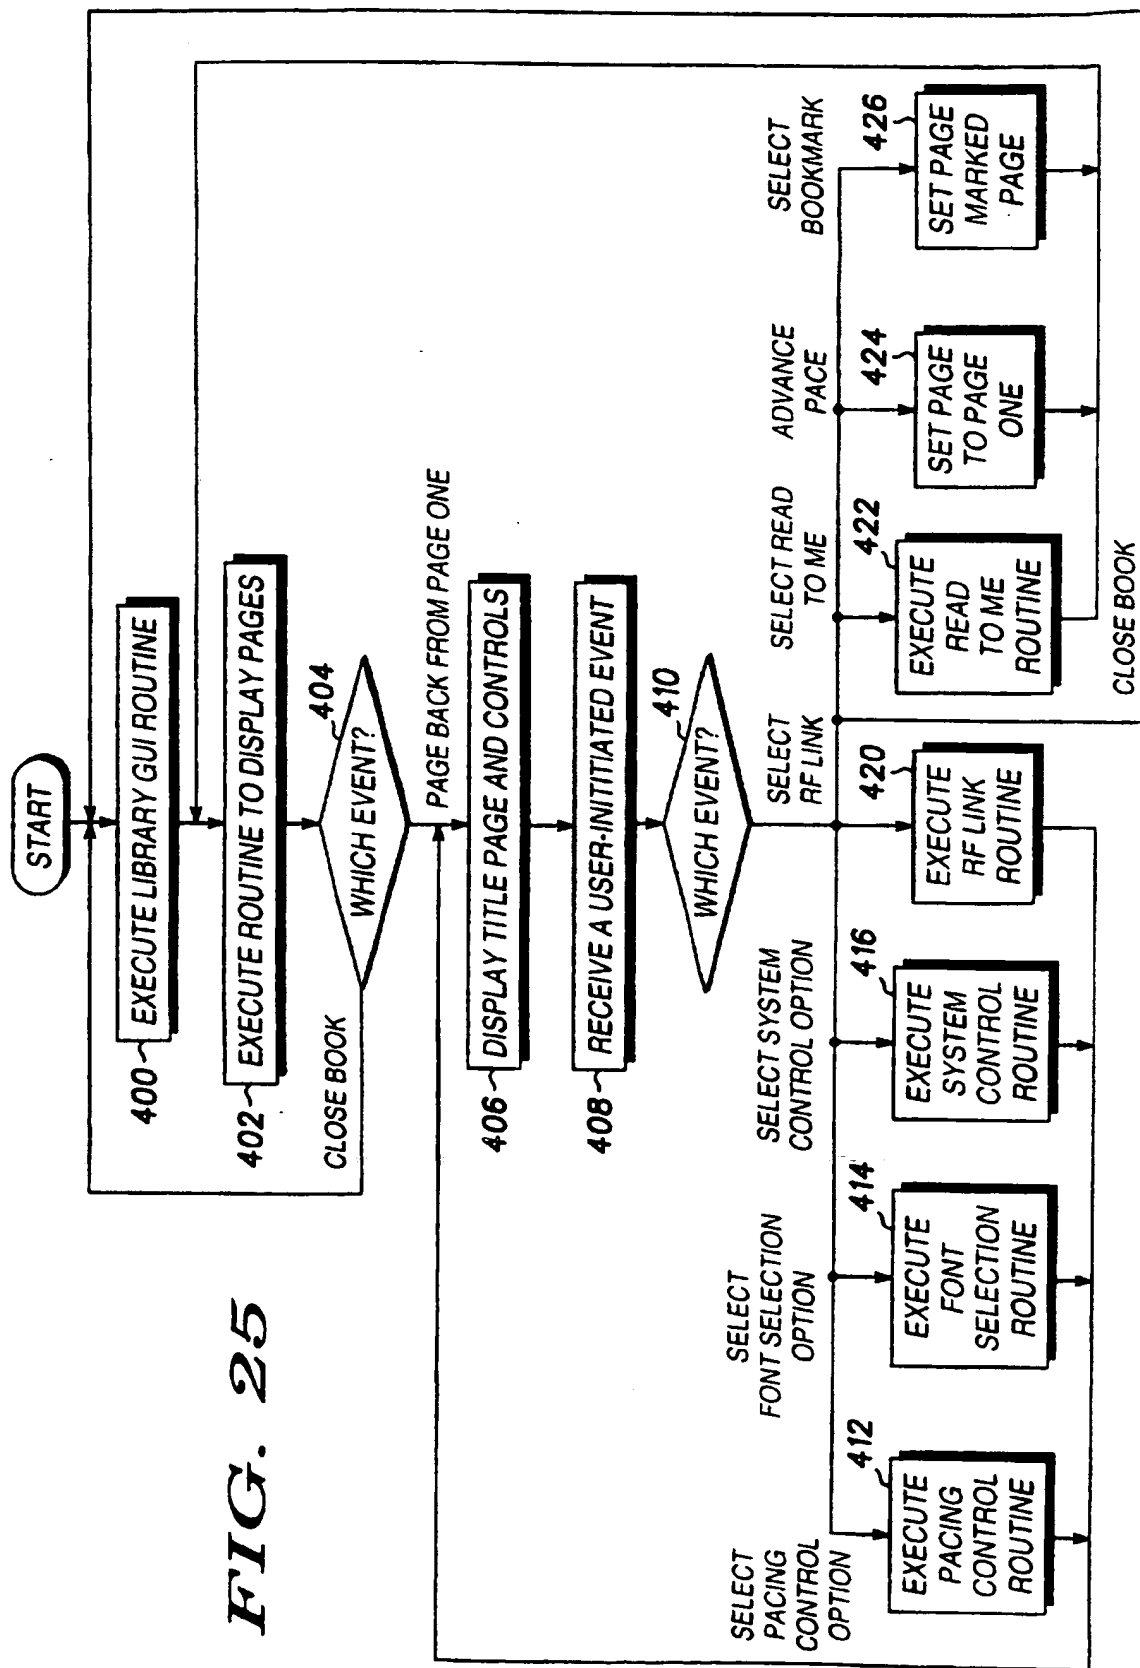 FIG. 25
START
400
EXECUTE LIBRARY GUI ROUTINE
402
EXECUTE ROUTINE TO DISPLAY PAGES
404
WHICH EVENT?
CLOSE BOOK
PAGE BACK FROM PAGE ONE
406
DISPLAY TITLE PAGE AND CONTROLS
408
RECEIVE A USER-INITITIATED EVENT
410
WHICH EVENT?
SELECT
PACING
CONTROL
OPTION
412
EXECUTE
PACING
CONTROL
ROUTINE
SELECT
FONT SELECTION
OPTION
414
EXECUTE
FONT
SELECTION
ROUTINE
SELECT SYSTEM
CONTROL OPTION
416
EXECUTE
SYSTEM
CONTROL
ROUTINE
SELECT
RF LINK
420
EXECUTE
RF LINK
ROUTINE
SELECT READ
TO ME
422
EXECUTE
READ
TO ME
ROUTINE
ADVANCE
PACE
424
SET PAGE
TO PAGE
ONE
SELECT
BOOKMARK
426
SET PAGE
MARKED
PAGE
CLOSE BOOK